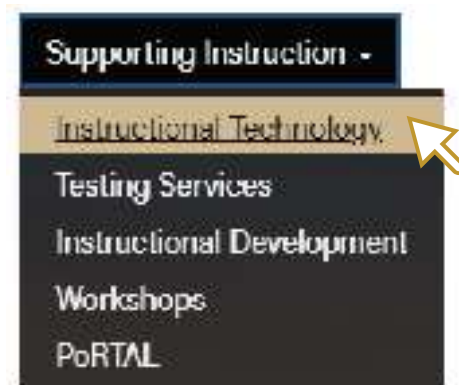 Supporting Instruction -
Instructional Technology
Testing Services
Instructional Development
Workshops
PoRTAL